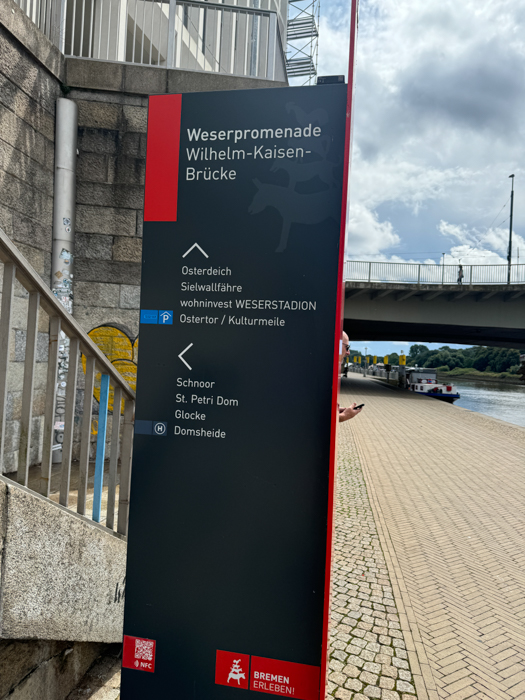 Weserpromenade
Wilhelm-Kaisen-
Brücke
Osterdeich
Sielwallfähre
wohninvest WESERSTADION
P Ostertor / Kulturmeile
Schnoor
St. Petri Dom
Glocke
H Domsheide
NFC
BREMEN
ERLEBEN!